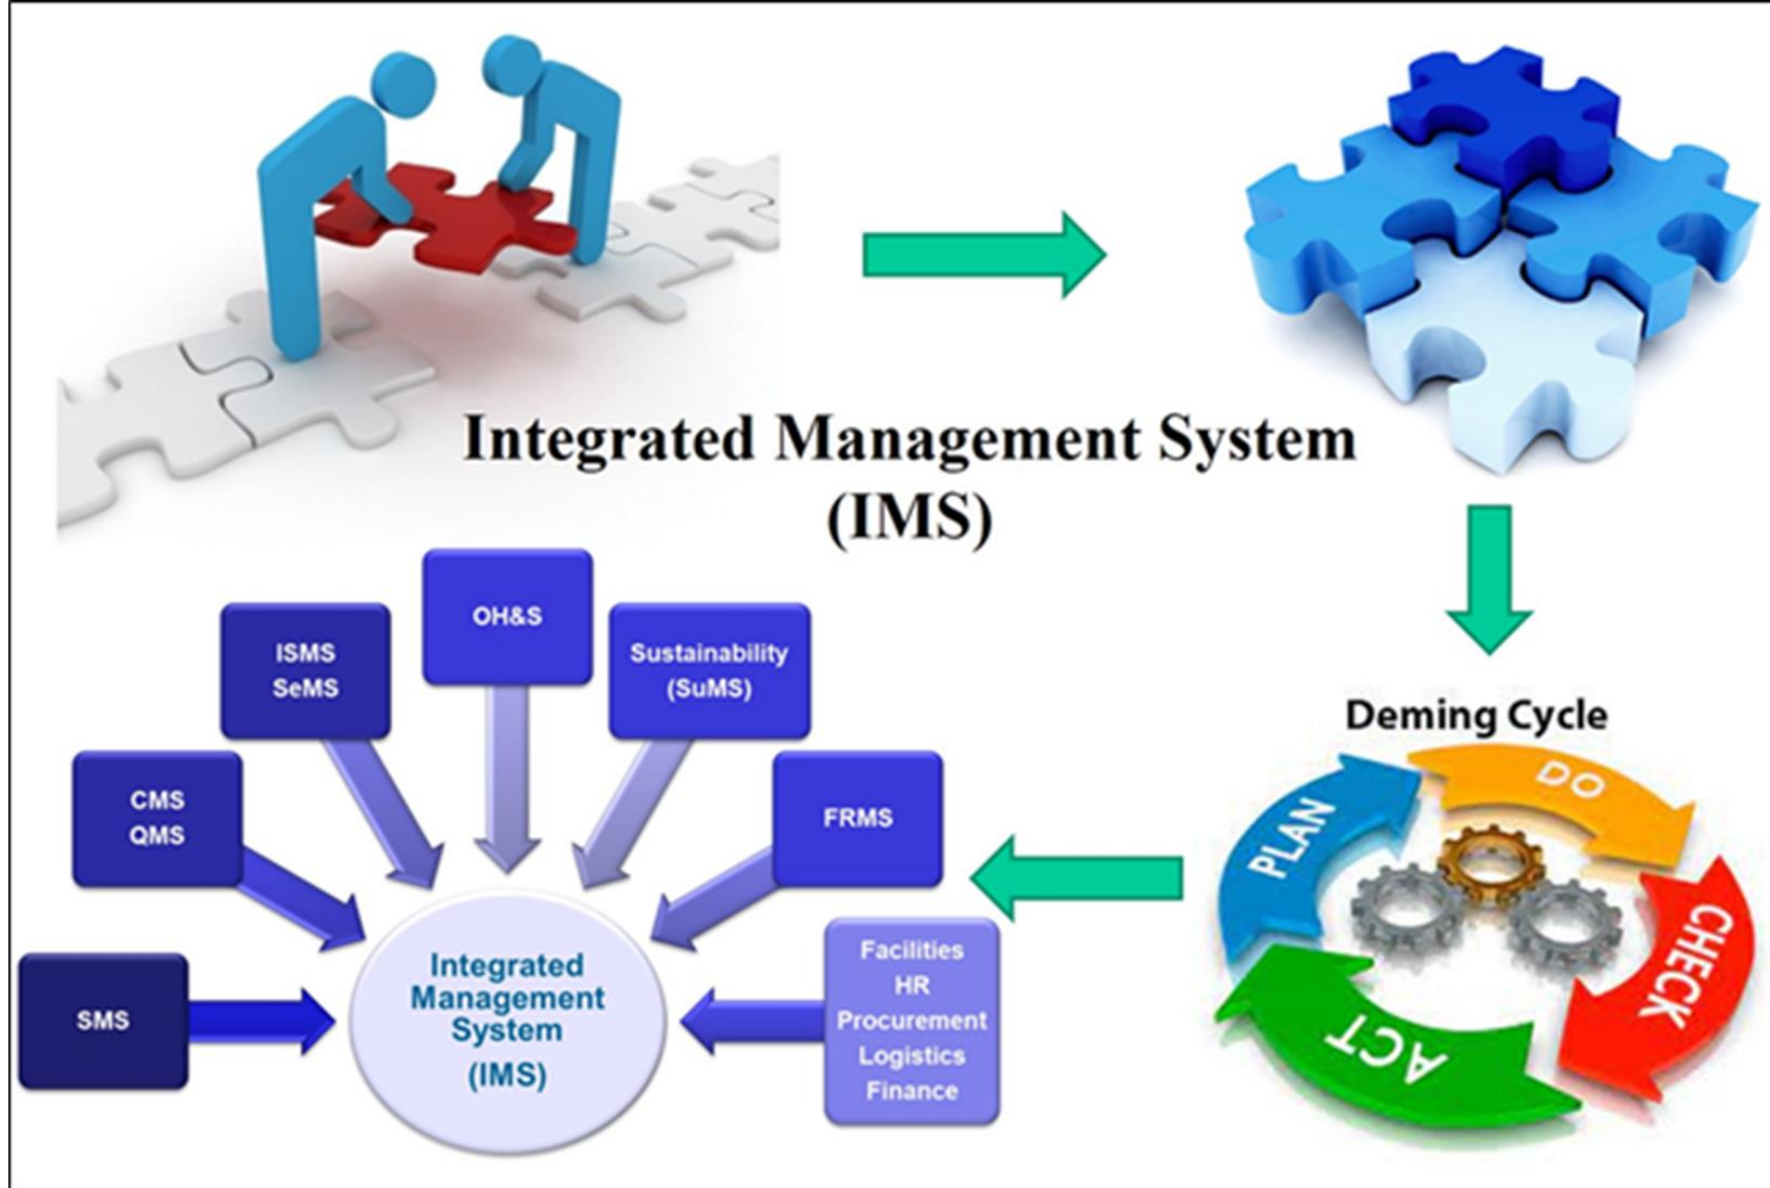 Integrated Management System
(IMS)
OH&S
ISMS
SeMS
Sustainability
(SuMS)
CMS
QMS
FRMS
SMS
Facilities
HR
Procurement
Logistics
Finance
Integrated
Management
System
(IMS)
Deming Cycle
PLAN
DO
CHECK
ACT